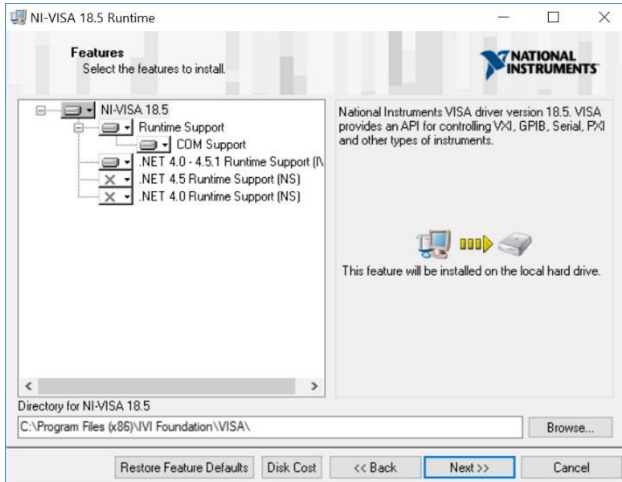 NI-VISA 18.5 Runtime
Features
Select the features to install.
NATIONAL
INSTRUMENTS
NI-VISA 18.5
Runtime Support
COM Support
.NET 4.0 - 4.5.1 Runtime Support (I\
.NET 4.5 Runtime Support (NS)
.NET 4.0 Runtime Support (NS)
National Instruments VISA driver version 18.5. VISA
provides an API for controlling VXI, GPIB, Serial, PXI
and other types of instruments.
This feature will be installed on the local hard drive.
Directory for NI-VISA 18.5
C:\Program Files (x86)\IVI Foundation\VISA\
Browse...
Restore Feature Defaults
Disk Cost
<< Back
Next >>
Cancel